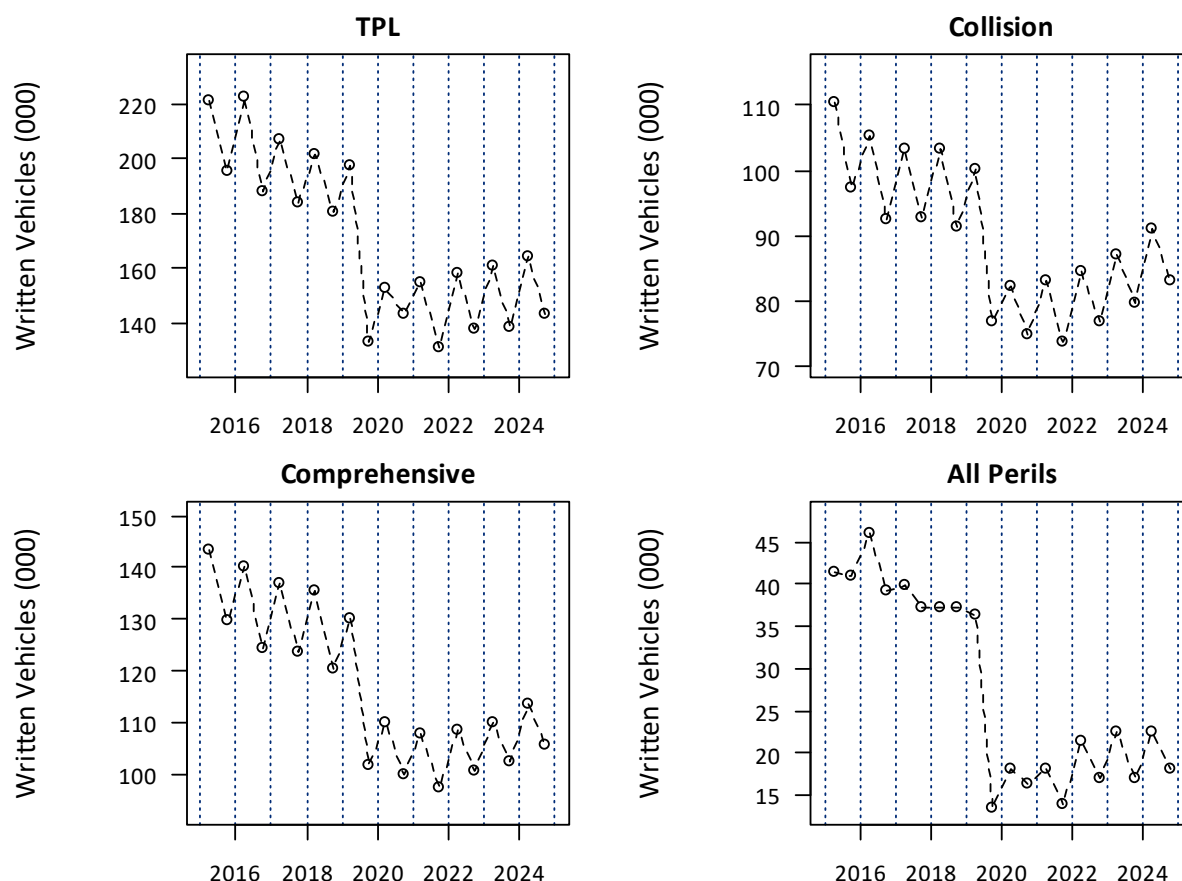 TPL
Written Vehicles (000)
220
200
180
160
140
2016 2018 2020 2022 2024
Collision
Written Vehicles (000)
110
100
90
80
70
2016 2018 2020 2022 2024
Comprehensive
Written Vehicles (000)
150
140
130
120
110
100
2016 2018 2020 2022 2024
All Perils
Written Vehicles (000)
45
40
35
30
25
20
15
2016 2018 2020 2022 2024